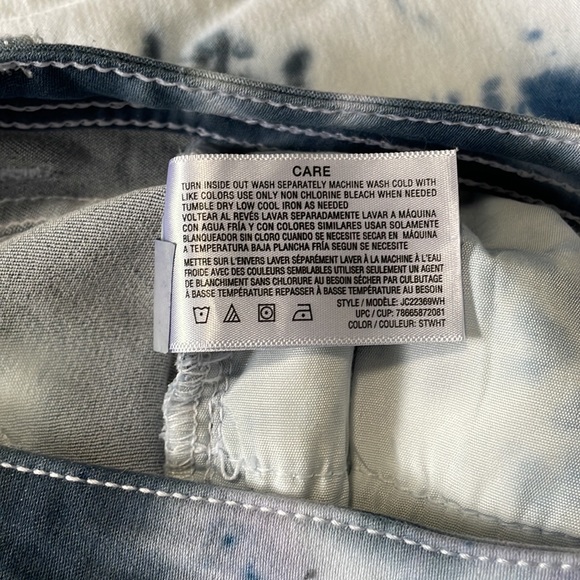 CARE
TURN INSIDE OUT WASH SEPARATELY MACHINE WASH COLD WITH
LIKE COLORS USE ONLY NON CHLORINE BLEACH WHEN NEEDED
TUMBLE DRY LOW COOL IRON AS NEEDED
VOLTEAR AL REVÉS LAVAR SEPARADAMENTE LAVAR A MÁQUINA
CON AGUA FRÍA Y CON COLORES SIMILARES USAR SOLAMENTE
BLANQUEADOR SIN CLORO CUANDO SE NECESITE SECAR EN MÁQUINA
A TEMPERATURA BAJA PLANCHA FRÍA SEGUN SE NECESITE
METTRE SUR L'ENVERS LAVER SÉPARÉMENT LAVER À LA MACHINE À L'EAU
FROIDE AVEC DES COULEURS SEMBLABLES UTILISER SEULEMENT UN AGENT
DE BLANCHIMENT SANS CHLORURE AU BESOIN SÉCHER PAR CULBUTAGE
À BASSE TEMPÉRATURE REPASSER À BASSE TEMPÉRATURE AU BESOIN
STYLE / MODÈLE: JC22369WH
UPC / CUP: 78665872081
COLOR / COULEUR: STWHT